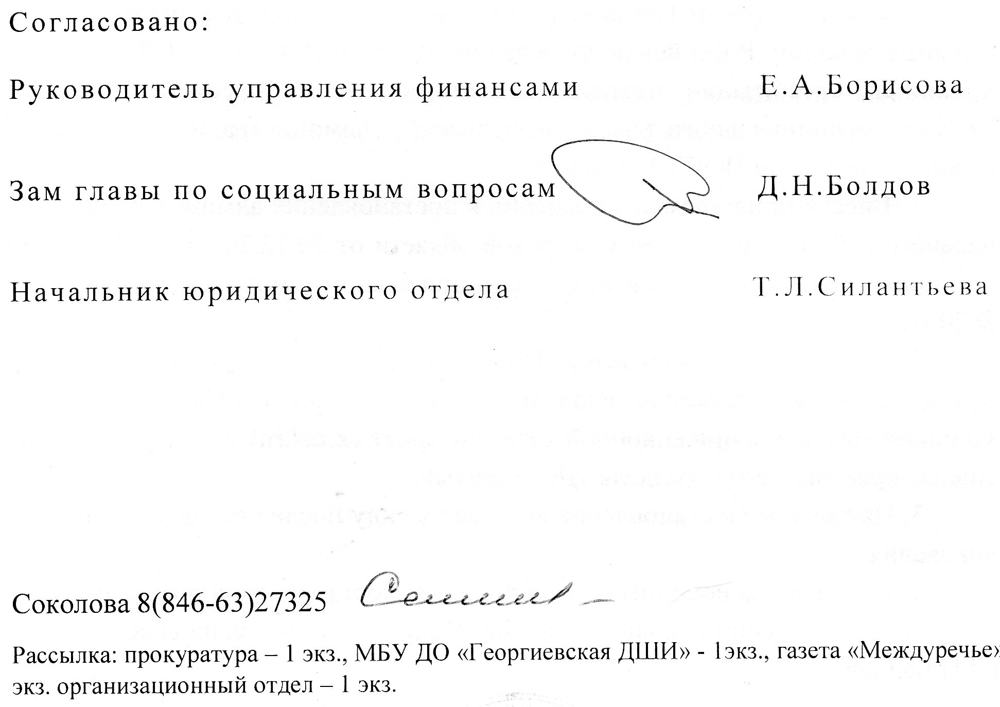 Согласовано:
Руководитель управления финансами Е.А.Борисова
Зам главы по социальным вопросам Д.Н.Болдов
Начальник юридического отдела Т.Л.Силантьева
Соколова 8(846-63)27325
Рассылка: прокуратура – 1 экз., МБУ ДО «Георгиевская ДШИ» - 1экз., газета «Междуречье»
экз. организационный отдел – 1 экз.